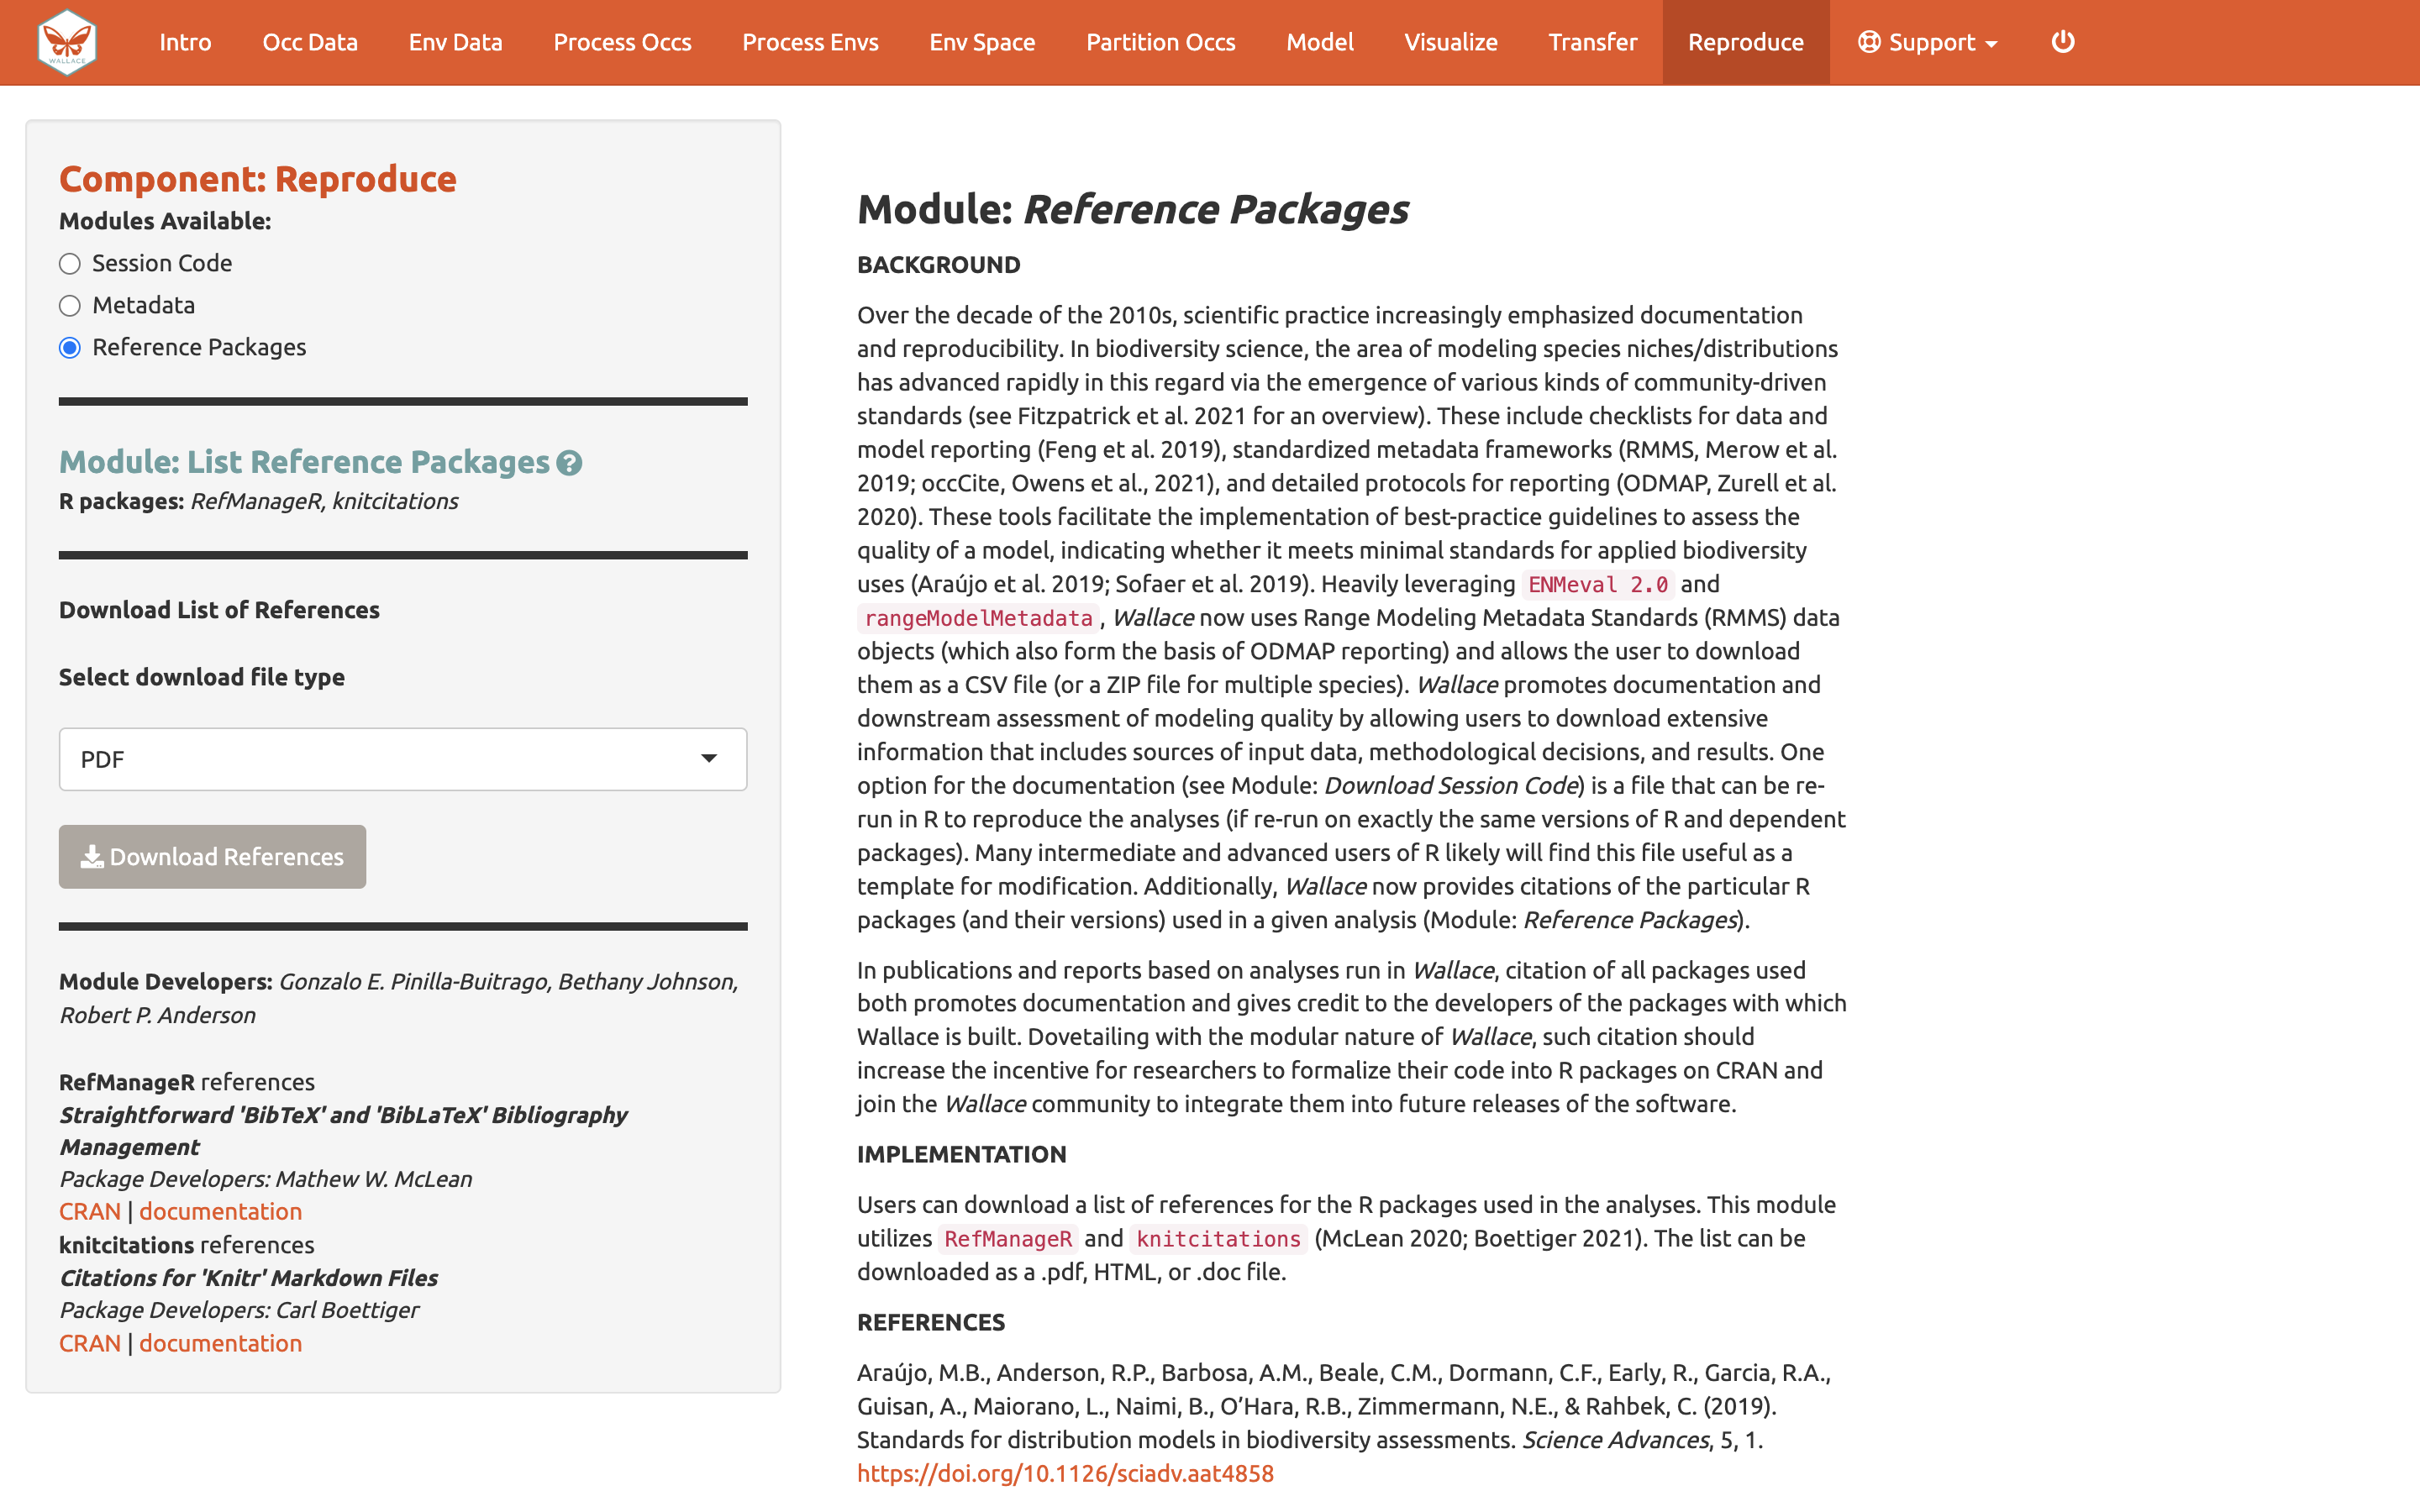 WALLACE
Intro
Occ Data
Env Data
Process Occs
Process Envs
Env Space
Partition Occs
Model
Visualize
Transfer
Reproduce
Support
Component: Reproduce
Modules Available:
Session Code
Metadata
Reference Packages
Module: List Reference Packages
R packages: RefManageR, knitcitations
Download List of References
Select download file type
PDF
Download References
Module Developers: Gonzalo E. Pinilla-Buitrago, Bethany Johnson,
Robert P. Anderson
RefManageR references
Straightforward 'BibTeX' and 'BibLaTeX' Bibliography
Management
Package Developers: Mathew W. McLean
CRAN | documentation
knitcitations references
Citations for 'Knitr' Markdown Files
Package Developers: Carl Boettiger
CRAN | documentation
Module: Reference Packages
BACKGROUND
Over the decade of the 2010s, scientific practice increasingly emphasized documentation
and reproducibility. In biodiversity science, the area of modeling species niches/distributions
has advanced rapidly in this regard via the emergence of various kinds of community-driven
standards (see Fitzpatrick et al. 2021 for an overview). These include checklists for data and
model reporting (Feng et al. 2019), standardized metadata frameworks (RMMS, Merow et al.
2019; occCite, Owens et al., 2021), and detailed protocols for reporting (ODMAP, Zurell et al.
2020). These tools facilitate the implementation of best-practice guidelines to assess the
quality of a model, indicating whether it meets minimal standards for applied biodiversity
uses (Araújo et al. 2019; Sofaer et al. 2019). Heavily leveraging ENMeval 2.0 and
rangeModelMetadata, Wallace now uses Range Modeling Metadata Standards (RMMS) data
objects (which also form the basis of ODMAP reporting) and allows the user to download
them as a CSV file (or a ZIP file for multiple species). Wallace promotes documentation and
downstream assessment of modeling quality by allowing users to download extensive
information that includes sources of input data, methodological decisions, and results. One
option for the documentation (see Module: Download Session Code) is a file that can be re-
run in R to reproduce the analyses (if re-run on exactly the same versions of R and dependent
packages). Many intermediate and advanced users of R likely will find this file useful as a
template for modification. Additionally, Wallace now provides citations of the particular R
packages (and their versions) used in a given analysis (Module: Reference Packages).
In publications and reports based on analyses run in Wallace, citation of all packages used
both promotes documentation and gives credit to the developers of the packages with which
Wallace is built. Dovetailing with the modular nature of Wallace, such citation should
increase the incentive for researchers to formalize their code into R packages on CRAN and
join the Wallace community to integrate them into future releases of the software.
IMPLEMENTATION
Users can download a list of references for the R packages used in the analyses. This module
utilizes RefManageR and knitcitations (McLean 2020; Boettiger 2021). The list can be
downloaded as a .pdf, HTML, or .doc file.
REFERENCES
Araújo, M.B., Anderson, R.P., Barbosa, A.M., Beale, C.M., Dormann, C.F., Early, R., Garcia, R.A.,
Guisan, A., Maiorano, L., Naimi, B., O’Hara, R.B., Zimmermann, N.E., & Rahbek, C. (2019).
Standards for distribution models in biodiversity assessments. Science Advances, 5, 1.
https://doi.org/10.1126/sciadv.aat4858